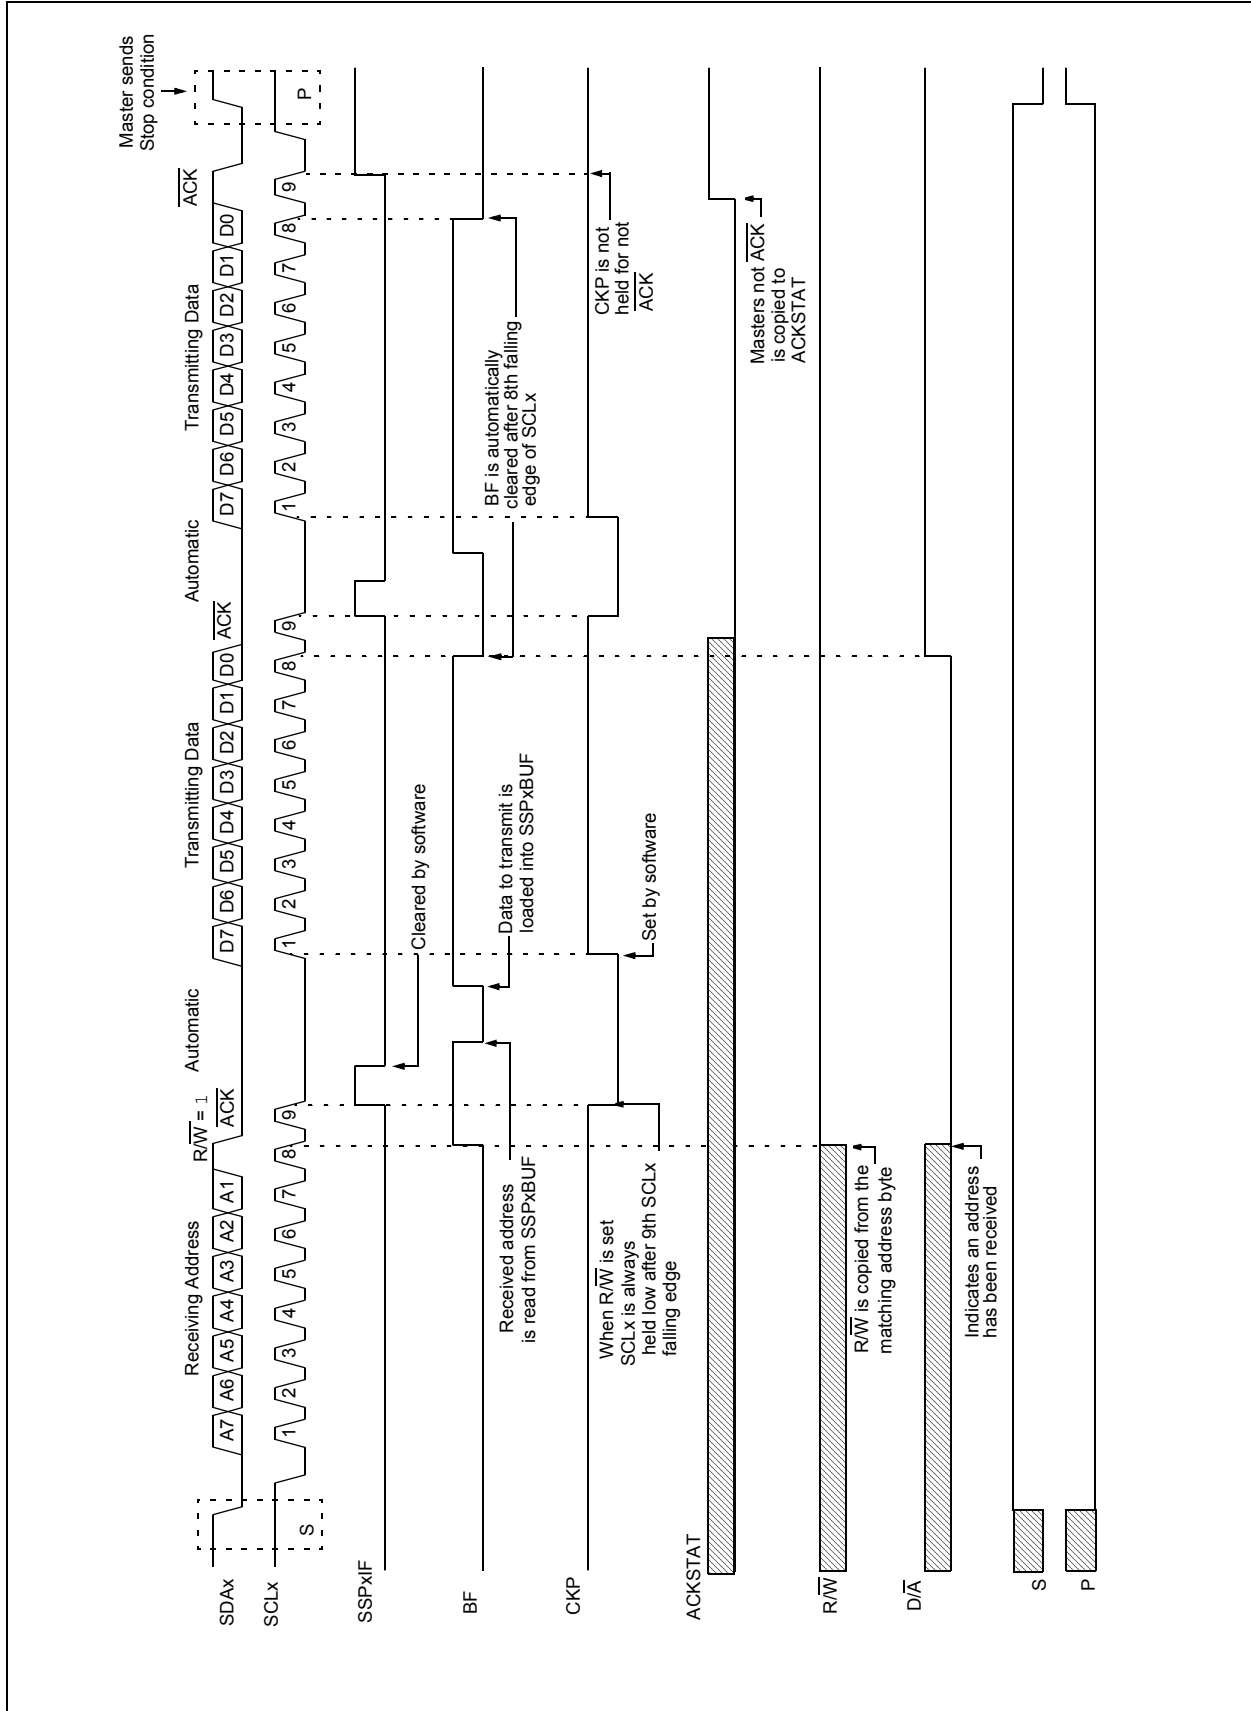 Master sends
Stop condition
Receiving Address
R/W = 1
ACK
Automatic
Transmitting Data
ACK
Automatic
Transmitting Data
ACK
SDAx
A7 A6 A5 A4 A3 A2 A1
D7 D6 D5 D4 D3 D2 D1 D0
D7 D6 D5 D4 D3 D2 D1 D0
SCLx
S
1 2 3 4 5 6 7 8 9
1 2 3 4 5 6 7 8 9
1 2 3 4 5 6 7 8 9
P
SSPxIF
Cleared by software
BF
Received address
is read from SSPxBUF
Data to transmit is
loaded into SSPxBUF
BF is automatically
cleared after 8th falling
edge of SCLx
CKP
When R/W is set
SCLx is always
held low after 9th SCLx
falling edge
Set by software
CKP is not
held for not
ACK
ACKSTAT
Masters not ACK
is copied to
ACKSTAT
R/W
R/W is copied from the
matching address byte
D/A
Indicates an address
has been received
S
P